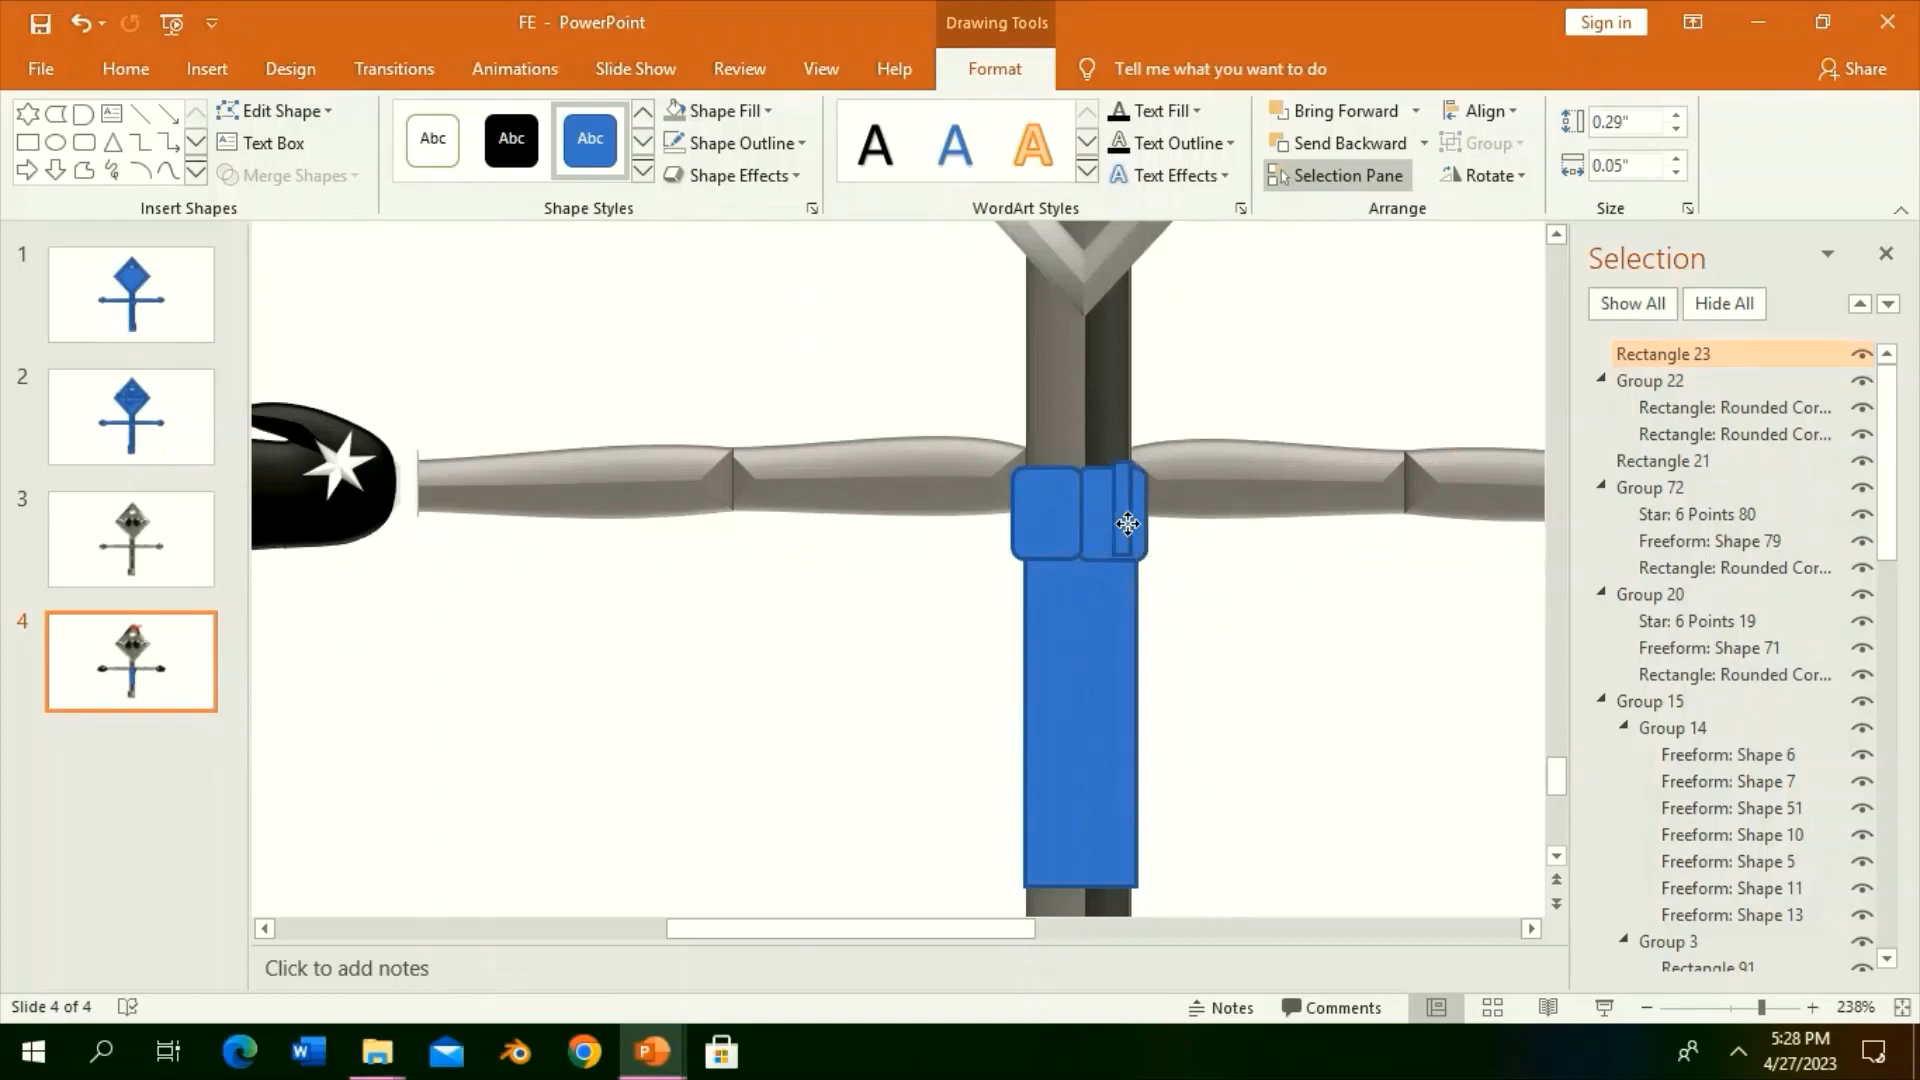 FE - PowerPoint
Drawing Tools
Sign in
File Home Insert Design Transitions Animations Slide Show Review View Help Format Tell me what you want to do Share
Edit Shape
Text Box
Merge Shapes
Insert Shapes
Abc Abc Abc
Shape Fill
Shape Outline
Shape Effects
Shape Styles
A A A
Text Fill
Text Outline
Text Effects
WordArt Styles
Bring Forward
Send Backward
Selection Pane
Align
Group
Rotate
Arrange
0.29"
0.05"
Size
1
2
3
4
Selection
Show All Hide All
Rectangle 23
Group 22
Rectangle: Rounded Cor...
Rectangle: Rounded Cor...
Rectangle 21
Group 72
Star: 6 Points 80
Freeform: Shape 79
Rectangle: Rounded Cor...
Group 20
Star: 6 Points 19
Freeform: Shape 71
Rectangle: Rounded Cor...
Group 15
Group 14
Freeform: Shape 6
Freeform: Shape 7
Freeform: Shape 51
Freeform: Shape 10
Freeform: Shape 5
Freeform: Shape 11
Freeform: Shape 13
Group 3
Rectangle 91
Click to add notes
Slide 4 of 4
Notes Comments
238%
5:28 PM
4/27/2023